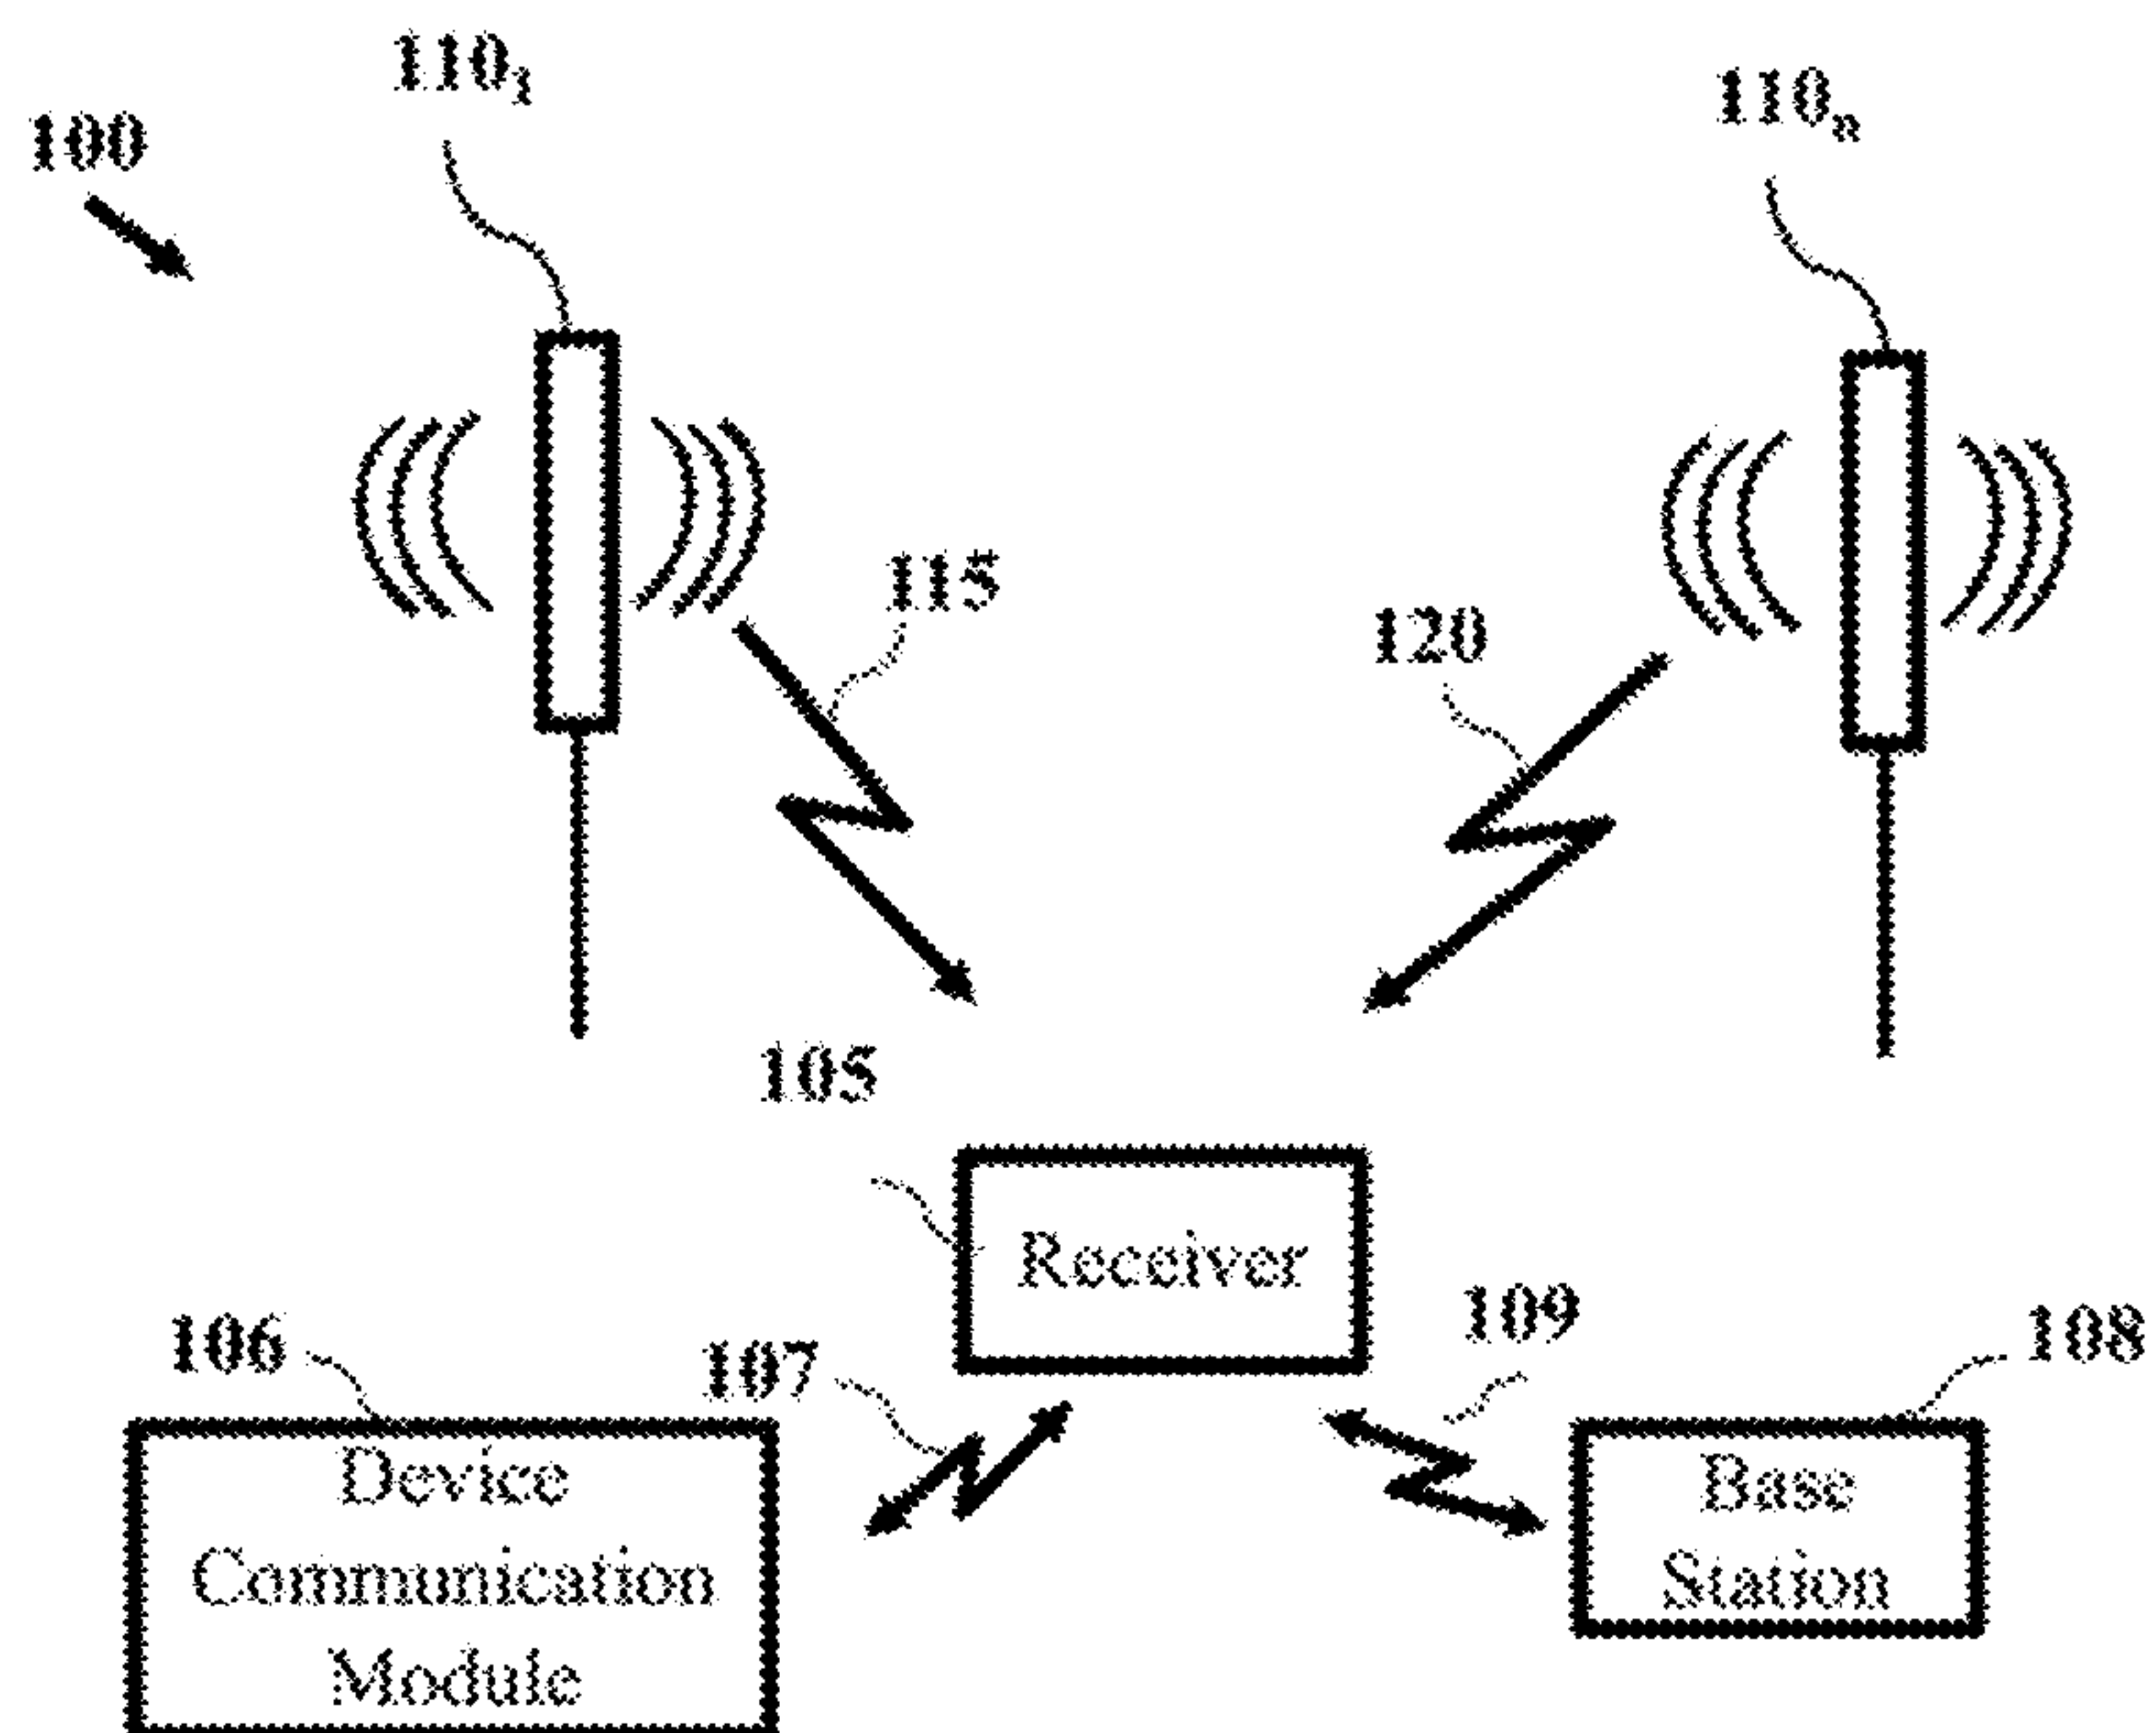 110₁
110ₙ
100
115
120
105
Receiver
109
108
106
107
Device
Communication
Module
Base
Station